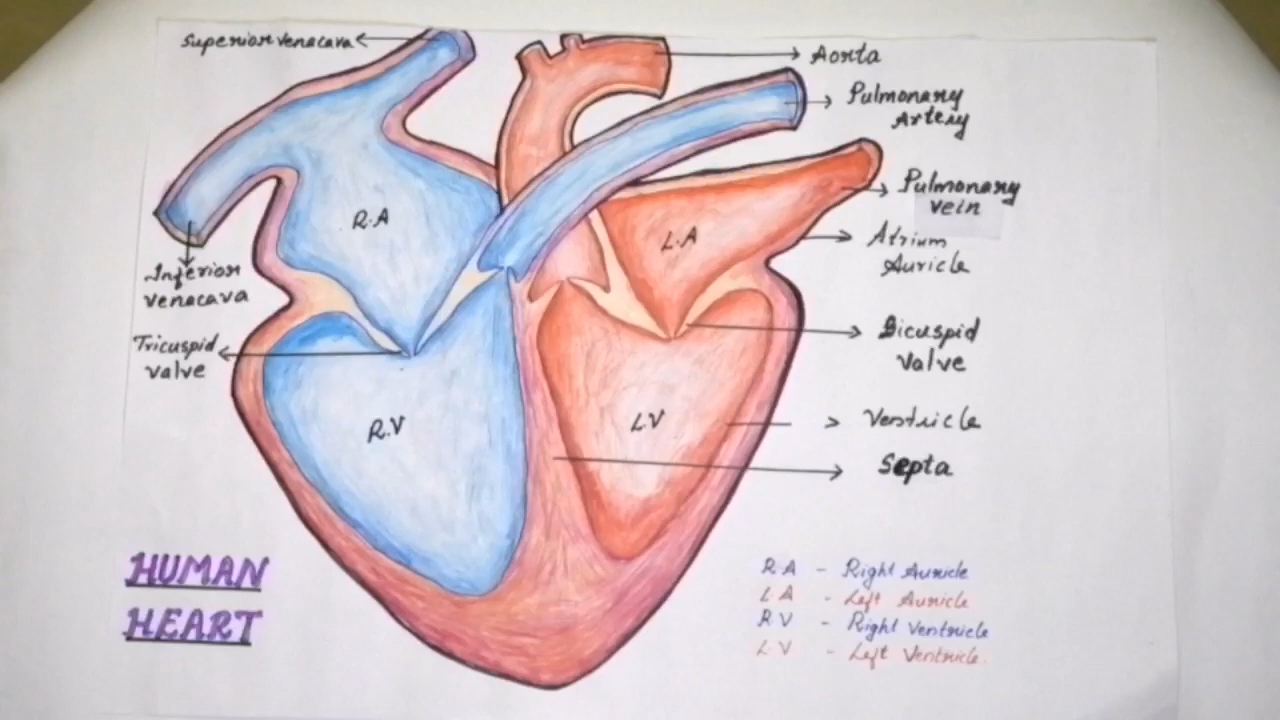 Superior venacava
Aorta
Pulmonary
Artery
Pulmonary
vein
R.A
L.A
Atrium
Auricle
Inferior
venacava
Tricuspid
valve
Bicuspid
valve
R.V
LV
Ventricle
Septa
HUMAN
HEART
R.A - Right Auricle
L.A - Left Auricle
R.V - Right Ventricle
L.V - Left Ventricle.